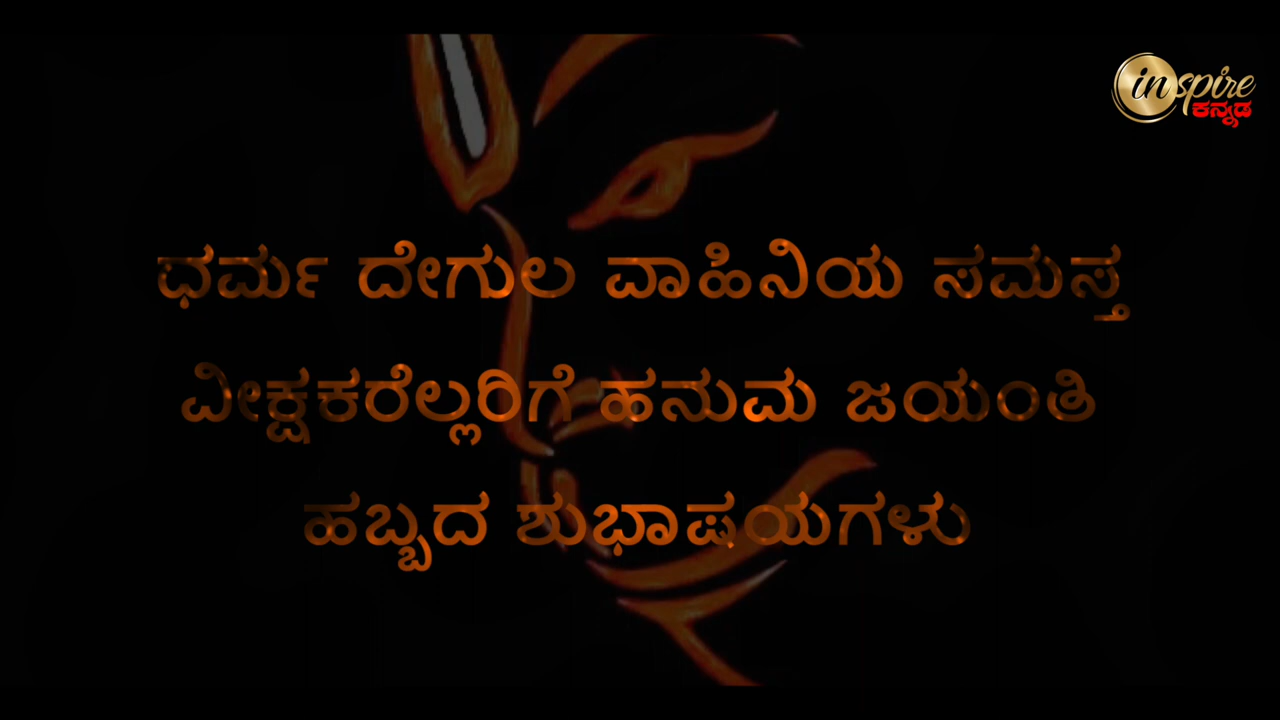 inspire
ಕನ್ನಡ
ಧರ್ಮ ದೇಗುಲ ವಾಹಿನಿಯ ಸಮಸ್ತ
ವೀಕ್ಷಕರೆಲ್ಲರಿಗೆ ಹನುಮ ಜಯಂತಿ
ಹಬ್ಬದ ಶುಭಾಷಯಗಳು